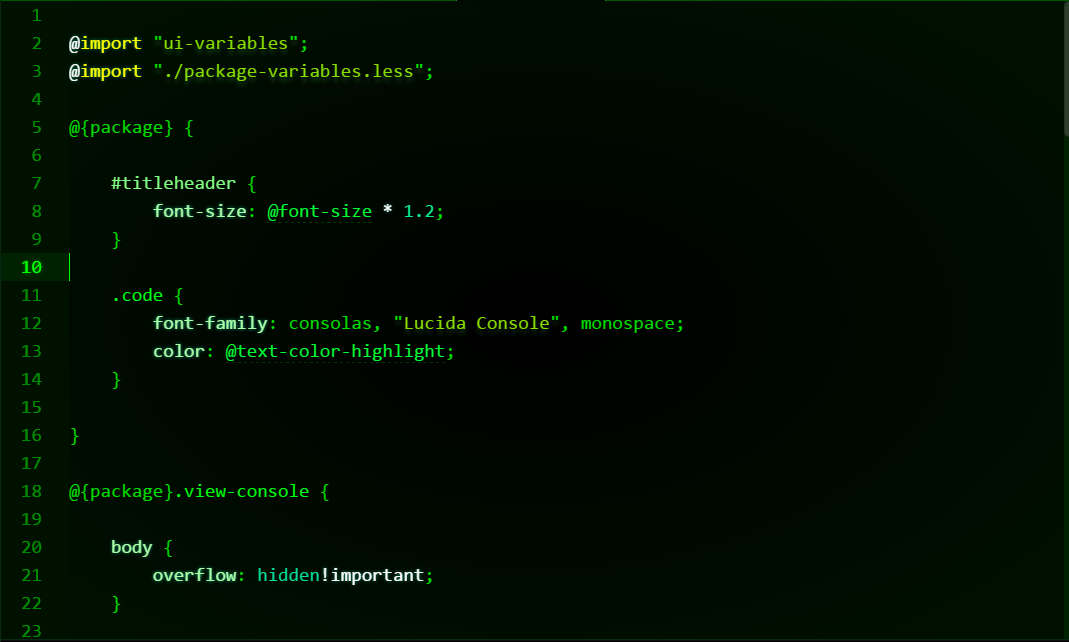 1
2 @import "ui-variables";
3 @import "./package-variables.less";
4
5 @{package} {
6
7     #titleheader {
8         font-size: @font-size * 1.2;
9     }
10
11     .code {
12         font-family: consolas, "Lucida Console", monospace;
13         color: @text-color-highlight;
14     }
15
16 }
17
18 @{package}.view-console {
19
20     body {
21         overflow: hidden!important;
22     }
23